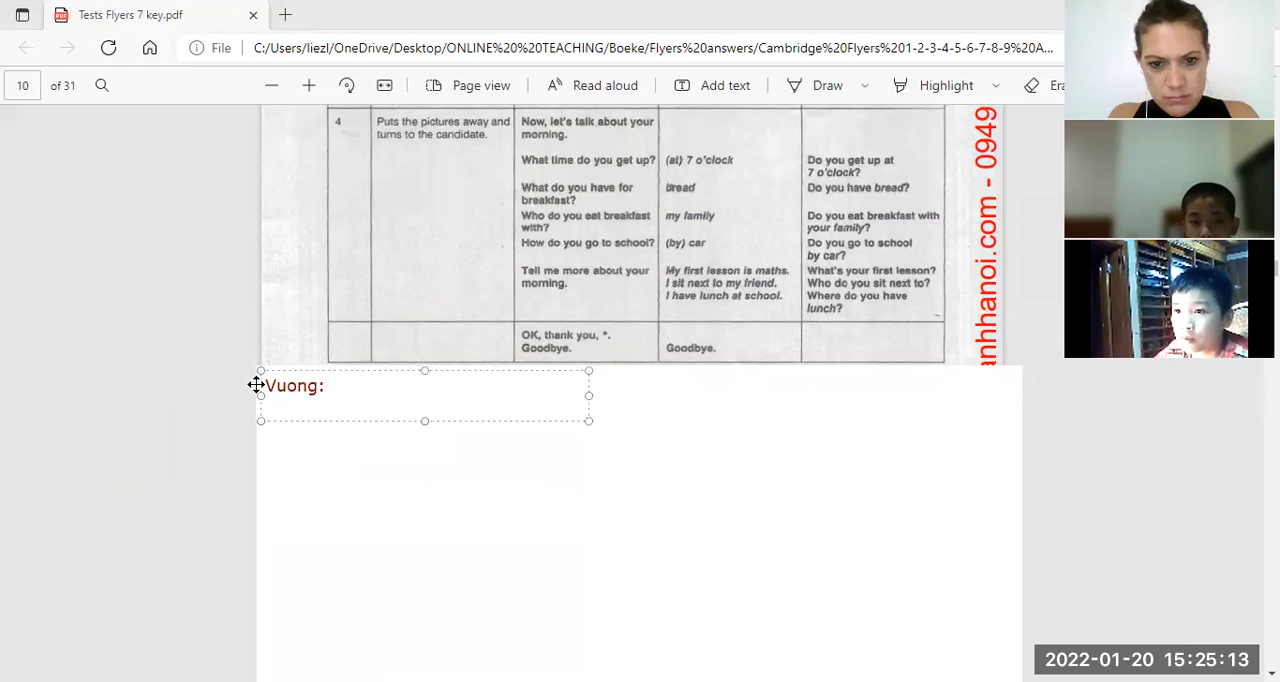 Tests Flyers 7 key.pdf
File
C:/Users/liezl/OneDrive/Desktop/ONLINE%20%20TEACHING/Boeke/Flyers%20answers/Cambridge%20Flyers%201-2-3-4-5-6-7-8-9%20A...
10 of 31
Page view
Read aloud
Add text
Draw
Highlight
Era
4
Puts the pictures away and
turns to the candidate.
Now, let's talk about your
morning.
What time do you get up?
(at) 7 o'clock
Do you get up at
7 o'clock?
What do you have for
breakfast?
bread
Do you have bread?
Who do you eat breakfast
with?
my family
Do you eat breakfast with
your family?
How do you go to school?
(by) car
Do you go to school
by car?
Tell me more about your
morning.
My first lesson is maths.
I sit next to my friend.
I have lunch at school.
What's your first lesson?
Who do you sit next to?
Where do you have
lunch?
OK, thank you, *.
Goodbye.
Goodbye.
anhhanoi.com - 0949
Vuong:
2022-01-20 15:25:13